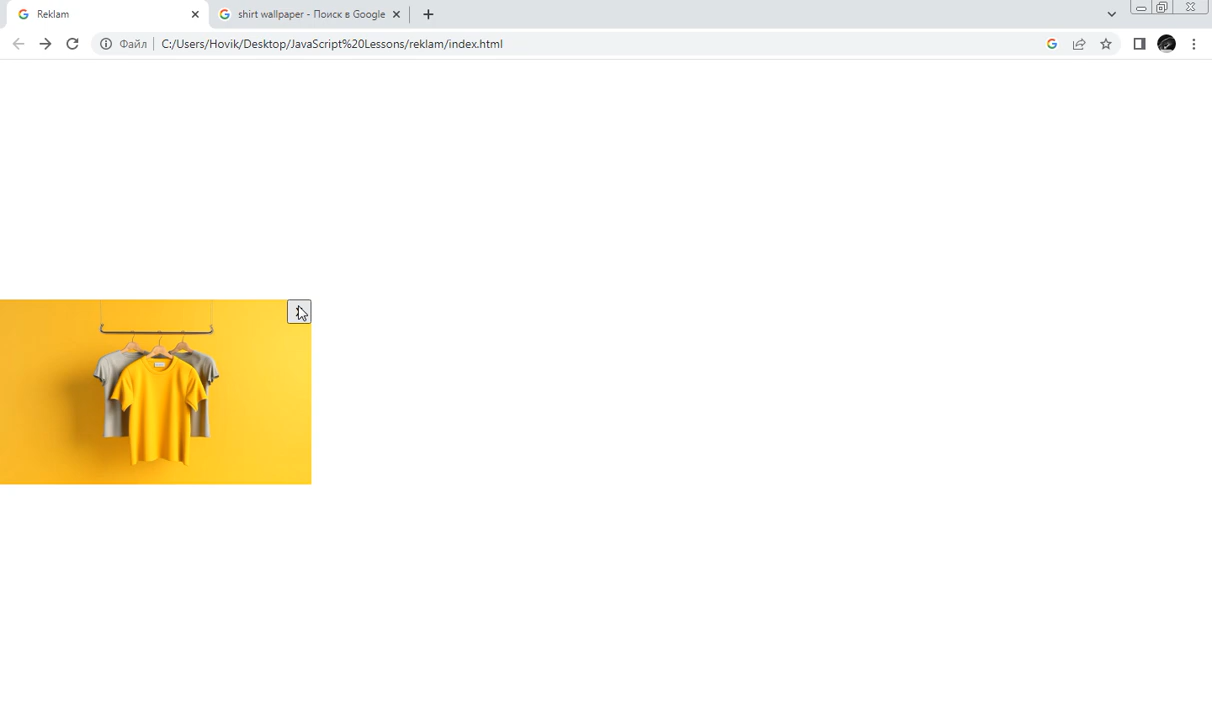 Reklam
shirt wallpaper - Поиск в Google
Файл
C:/Users/Hovik/Desktop/JavaScript%20Lessons/reklam/index.html